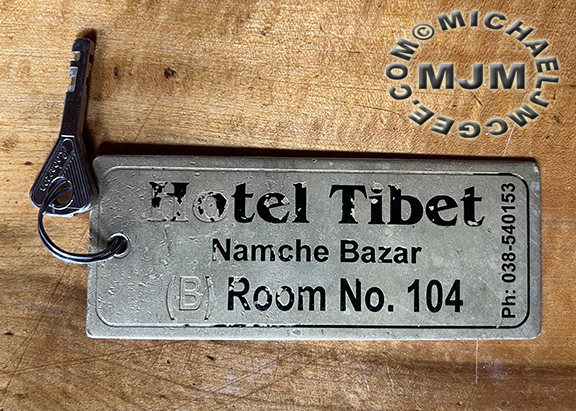 ©MICHAELJMCGEE.COM
MJM
Hotel Tibet
Namche Bazar
(B) Room No. 104
Ph: 038-540153